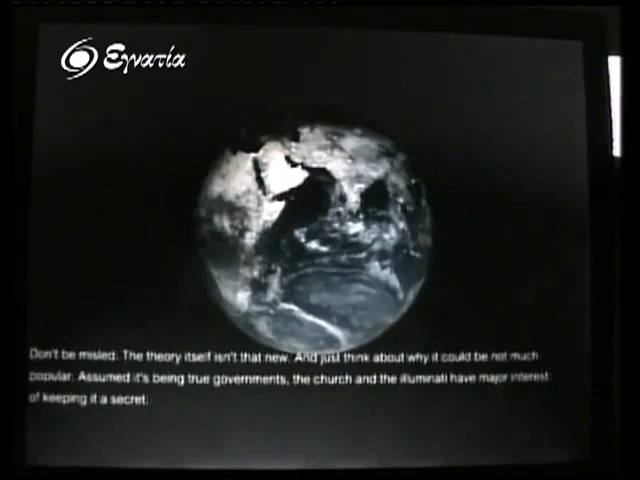 Εγνατία
Don't be misled. The theory itself isn't that new. And just think about why it could be not much
popular. Assumed it's being true governments, the church and the illuminati have major interest
of keeping it a secret.